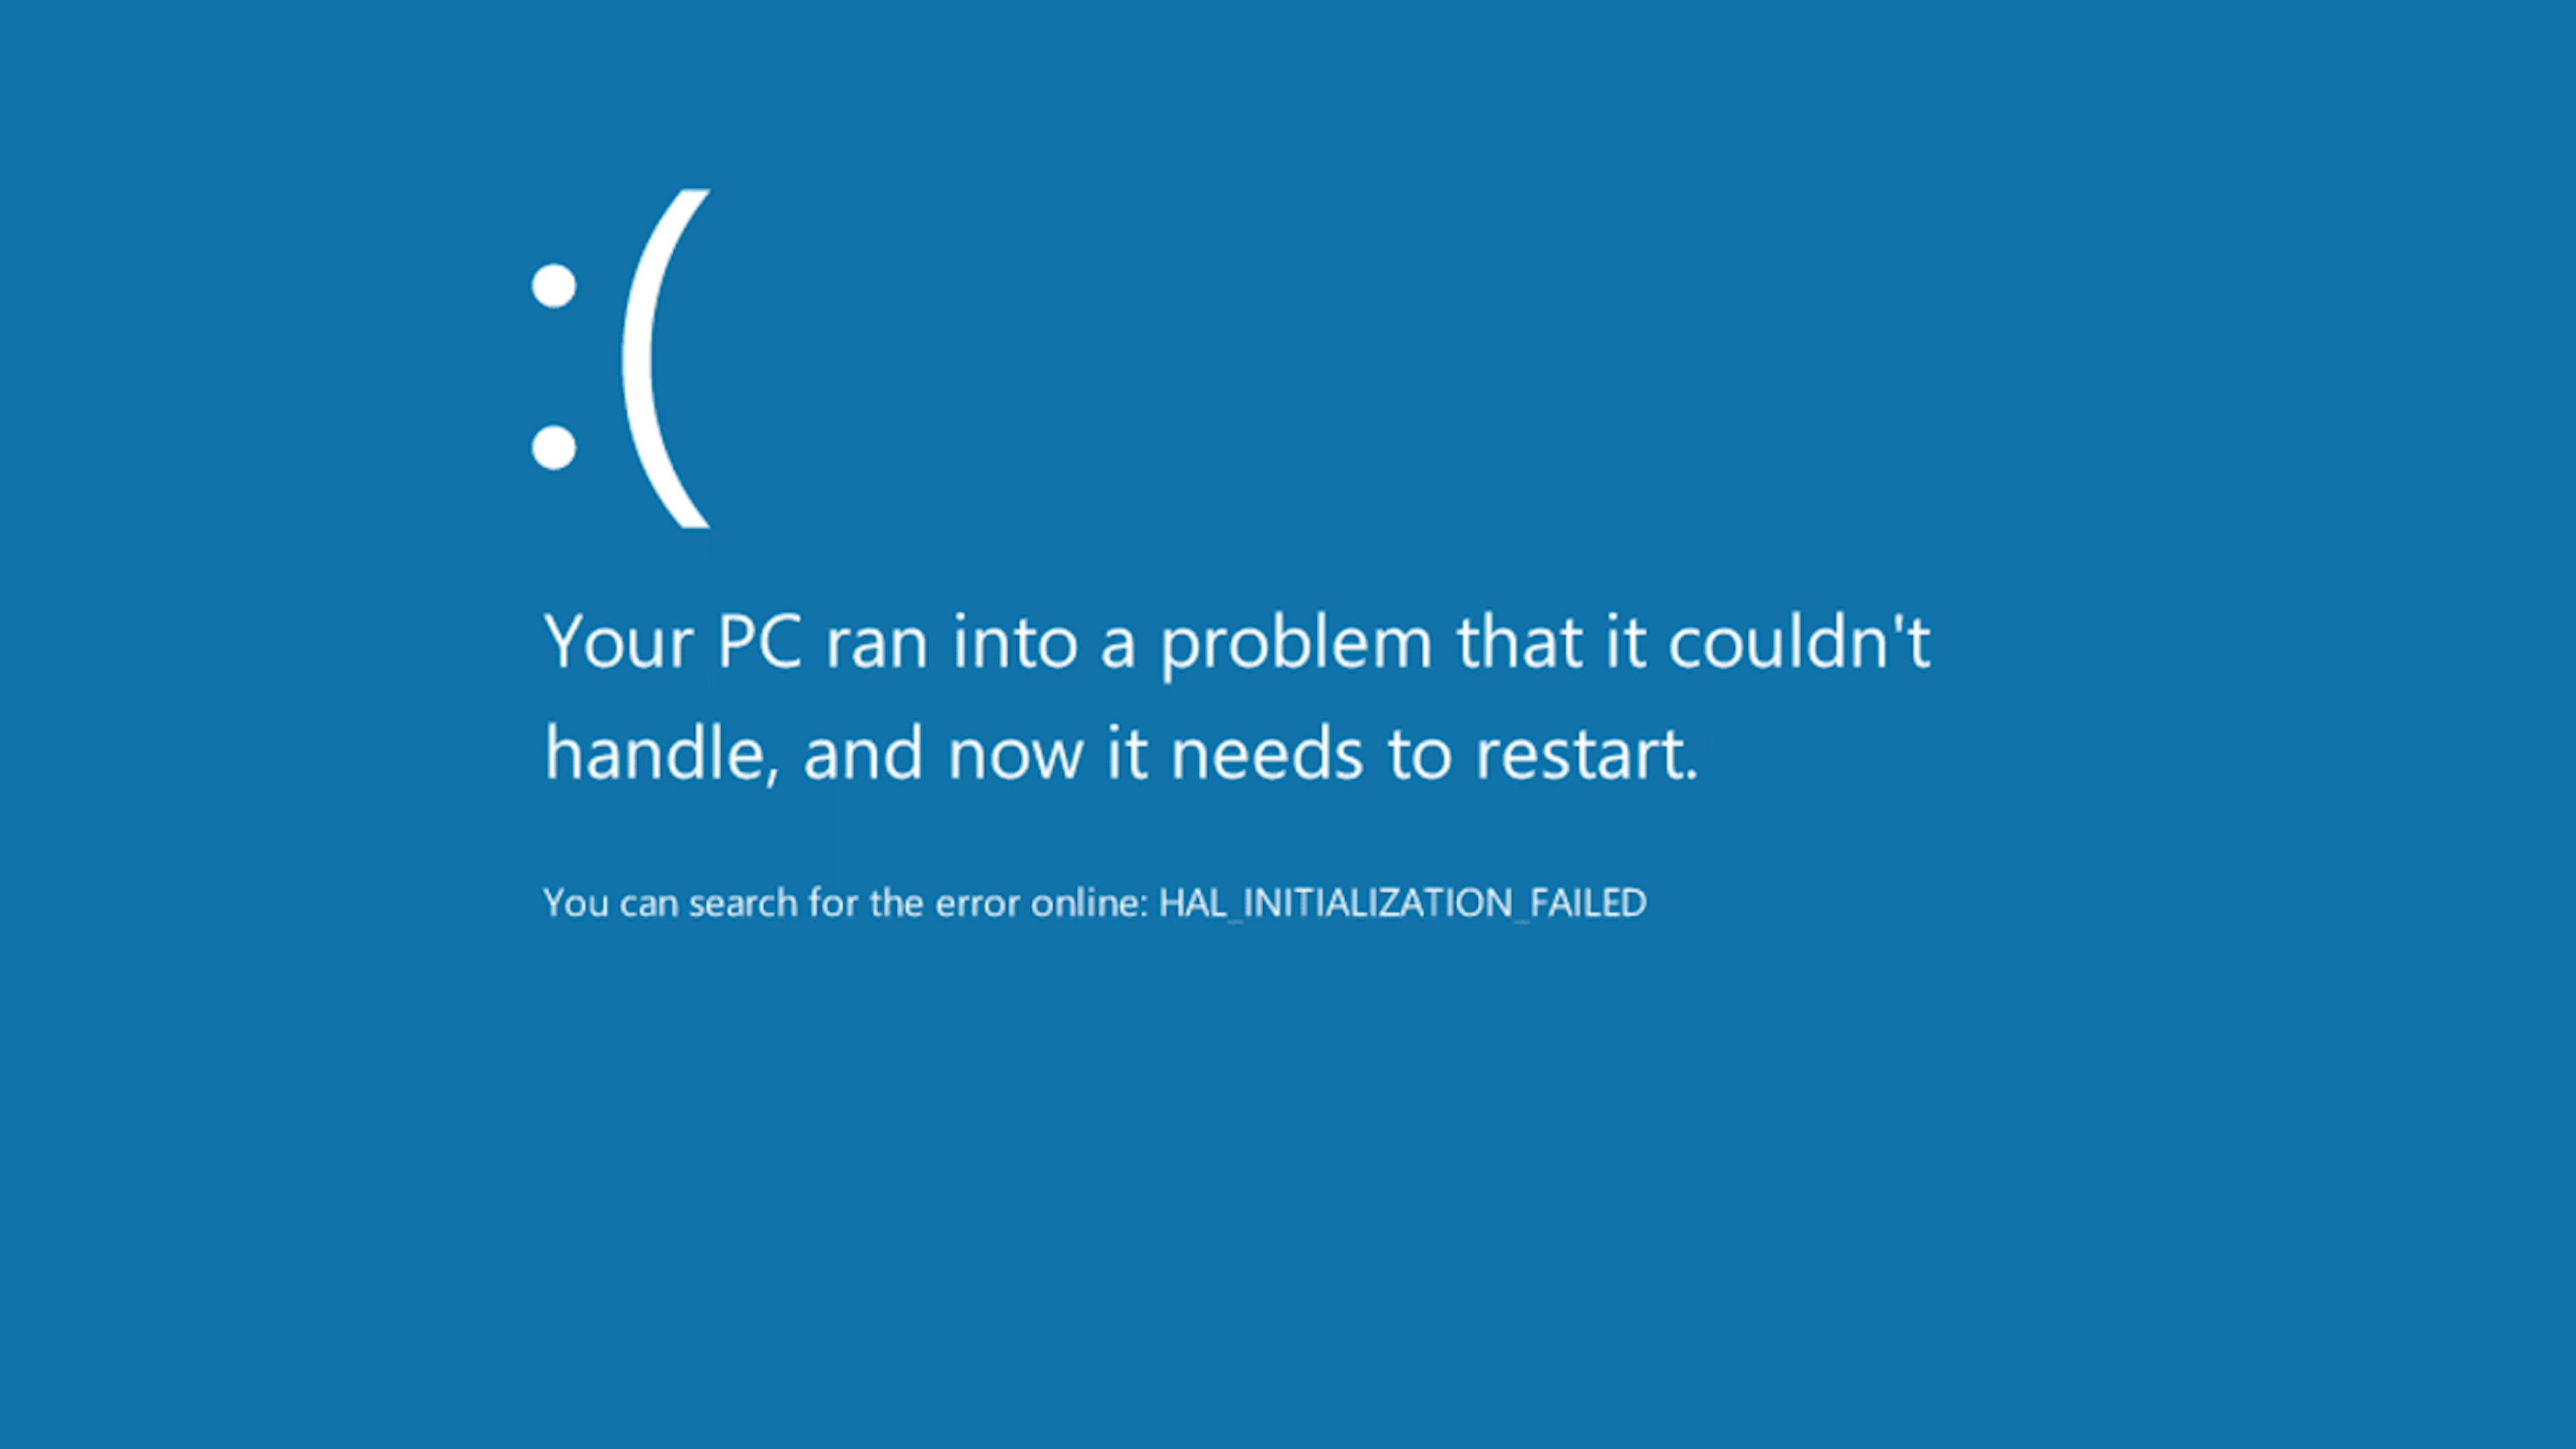 :(
Your PC ran into a problem that it couldn't
handle, and now it needs to restart.
You can search for the error online: HAL_INITIALIZATION_FAILED